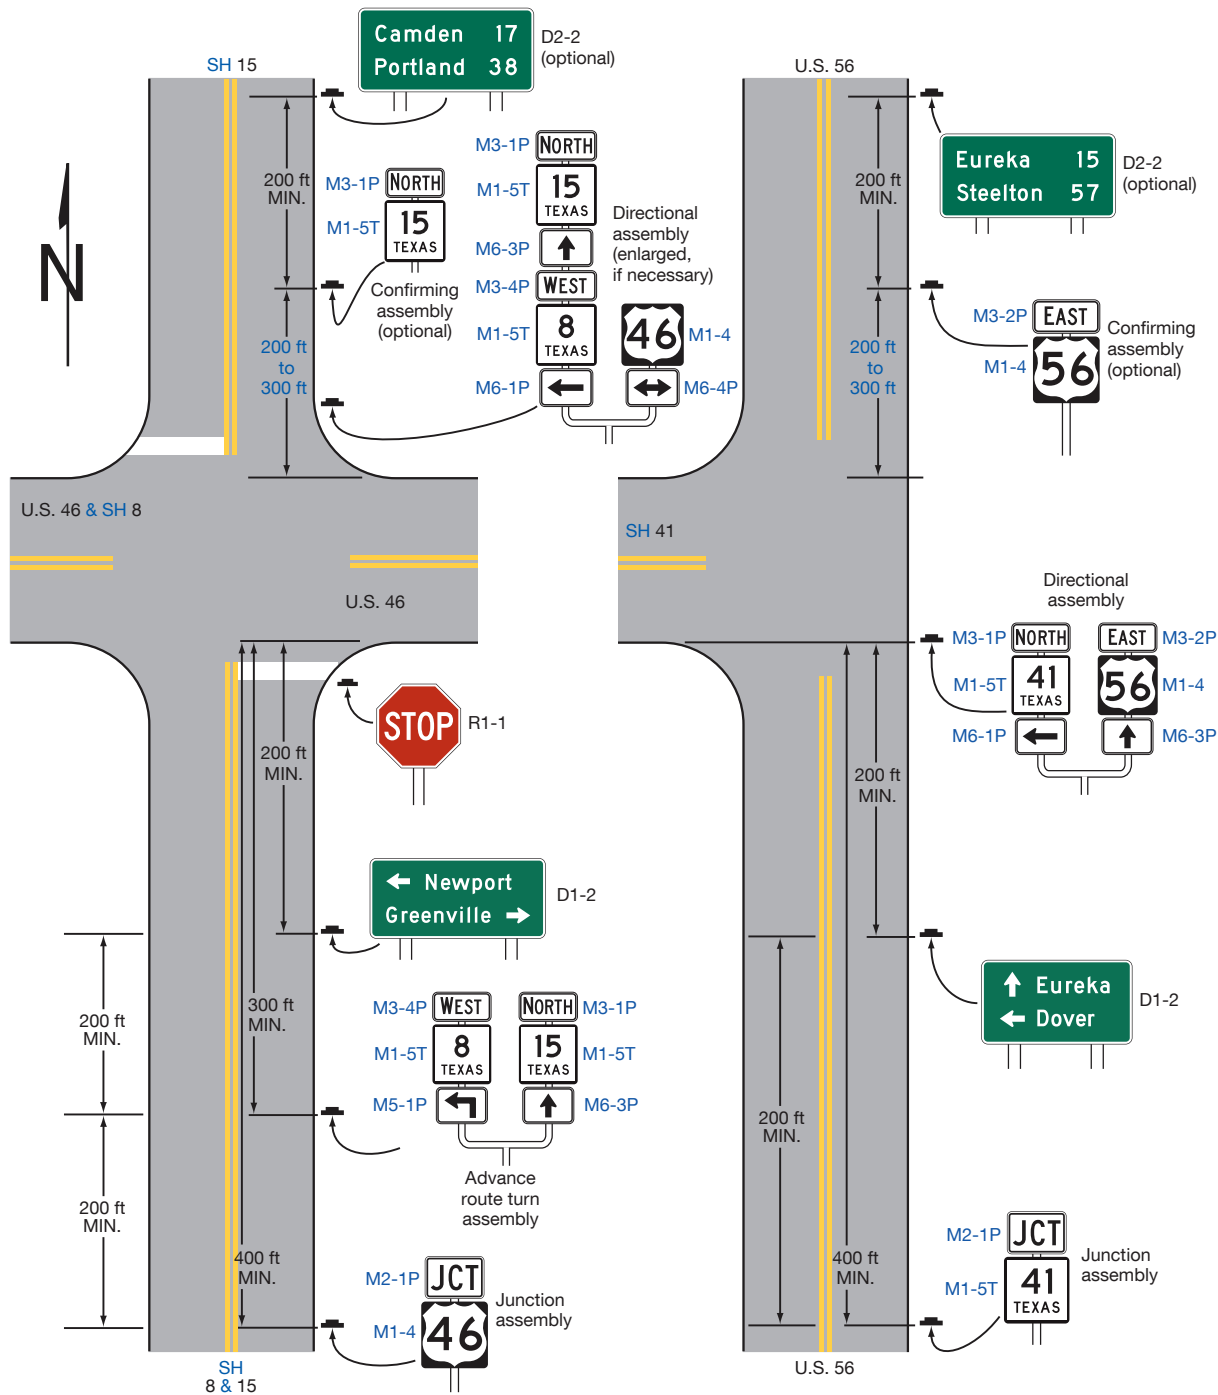 SH 15
Camden 17
Portland 38
D2-2
(optional)
M3-1P
NORTH
M1-5T
15
TEXAS
Confirming
assembly
(optional)
M3-1P
NORTH
M1-5T
15
TEXAS
M6-3P
M3-4P
WEST
M1-5T
8
TEXAS
M6-1P
46
M1-4
M6-4P
Directional
assembly
(enlarged,
if necessary)
200 ft
MIN.
200 ft
to
300 ft
N
U.S. 46 & SH 8
U.S. 46
STOP
R1-1
200 ft
MIN.
Newport
Greenville
D1-2
300 ft
MIN.
200 ft
MIN.
M3-4P
WEST
NORTH
M3-1P
M1-5T
8
TEXAS
15
TEXAS
M1-5T
M5-1P
M6-3P
Advance
route turn
assembly
200 ft
MIN.
400 ft
MIN.
M2-1P
JCT
M1-4
46
Junction
assembly
SH
8 & 15
U.S. 56
200 ft
MIN.
Eureka 15
Steelton 57
D2-2
(optional)
200 ft
to
300 ft
M3-2P
EAST
M1-4
56
Confirming
assembly
(optional)
SH 41
Directional
assembly
M3-1P
NORTH
EAST
M3-2P
M1-5T
41
TEXAS
56
M1-4
M6-1P
M6-3P
200 ft
MIN.
Eureka
Dover
D1-2
200 ft
MIN.
400 ft
MIN.
M2-1P
JCT
M1-5T
41
TEXAS
Junction
assembly
U.S. 56